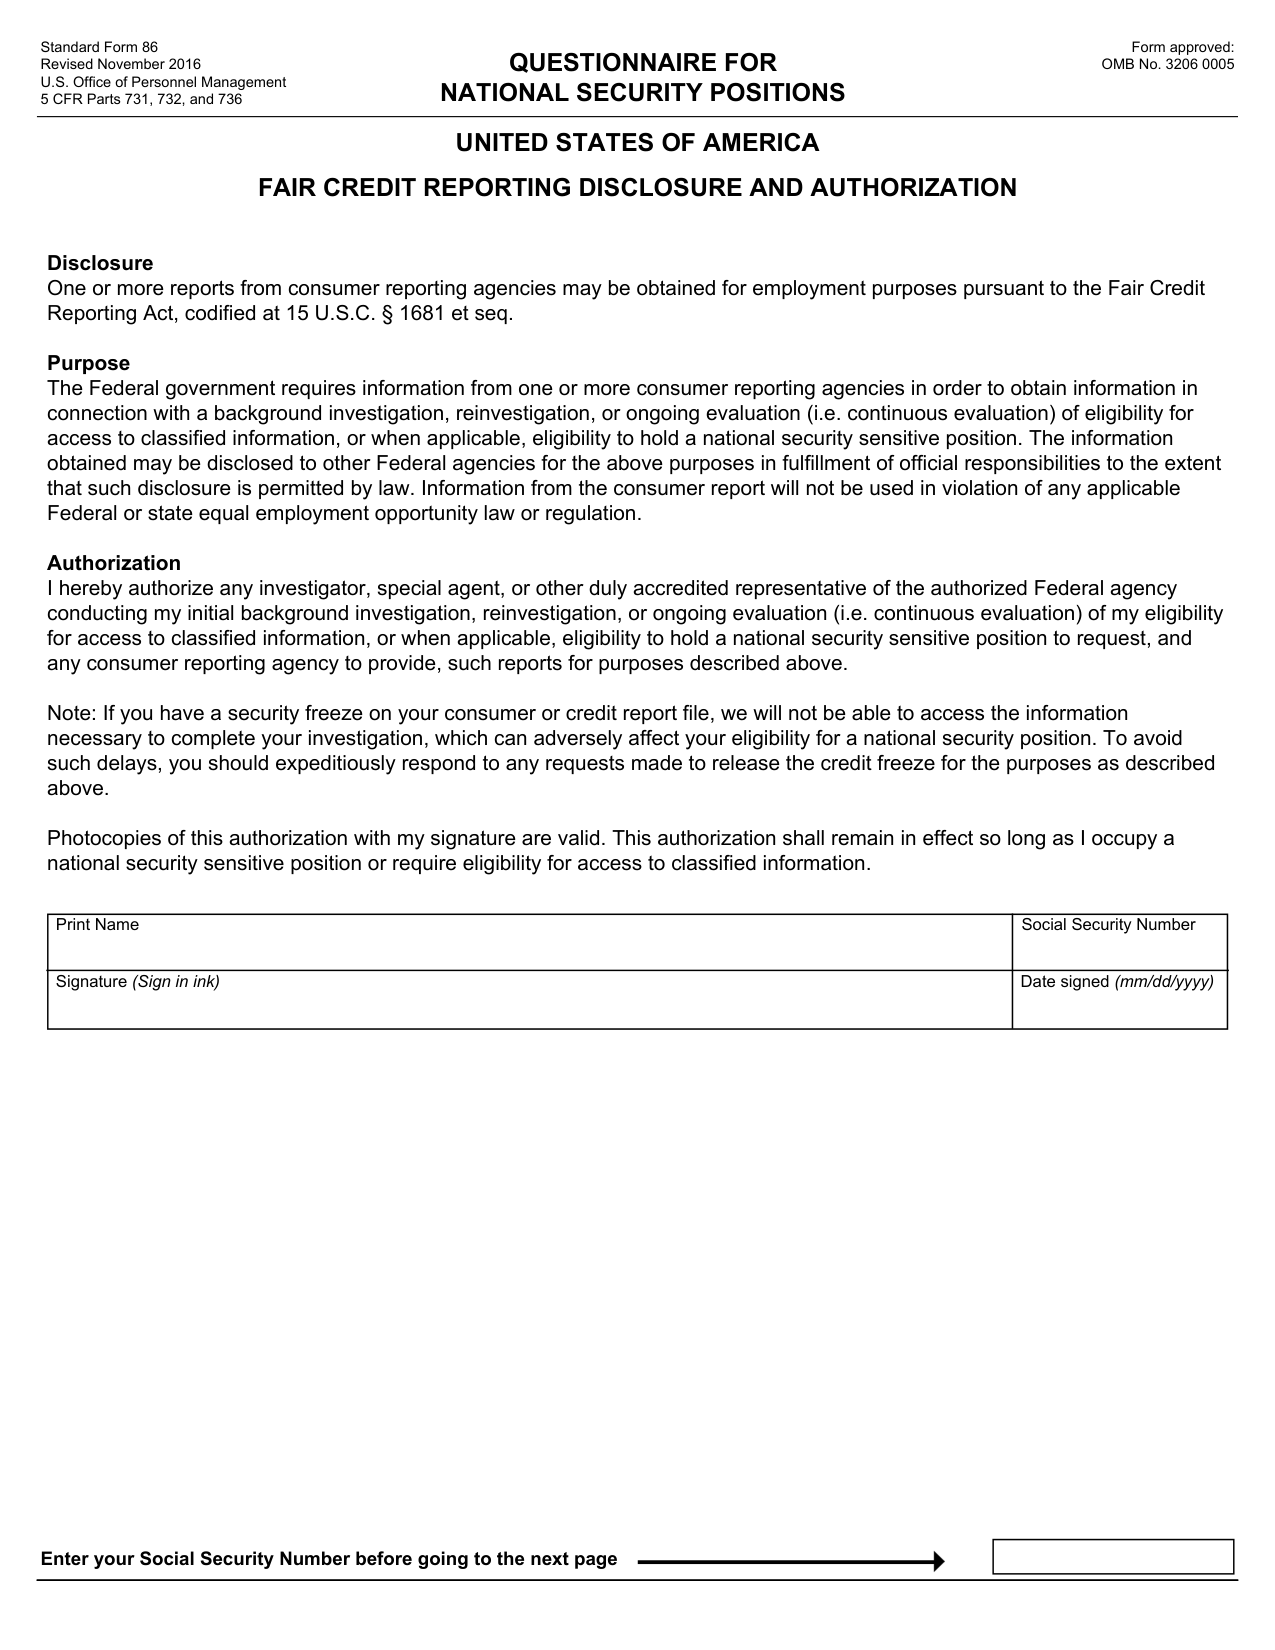 Standard Form 86
Revised November 2016
U.S. Office of Personnel Management
5 CFR Parts 731, 732, and 736
QUESTIONNAIRE FOR
NATIONAL SECURITY POSITIONS
Form approved:
OMB No. 3206 0005
UNITED STATES OF AMERICA
FAIR CREDIT REPORTING DISCLOSURE AND AUTHORIZATION
Disclosure
One or more reports from consumer reporting agencies may be obtained for employment purposes pursuant to the Fair Credit
Reporting Act, codified at 15 U.S.C. § 1681 et seq.
Purpose
The Federal government requires information from one or more consumer reporting agencies in order to obtain information in
connection with a background investigation, reinvestigation, or ongoing evaluation (i.e. continuous evaluation) of eligibility for
access to classified information, or when applicable, eligibility to hold a national security sensitive position. The information
obtained may be disclosed to other Federal agencies for the above purposes in fulfillment of official responsibilities to the extent
that such disclosure is permitted by law. Information from the consumer report will not be used in violation of any applicable
Federal or state equal employment opportunity law or regulation.
Authorization
I hereby authorize any investigator, special agent, or other duly accredited representative of the authorized Federal agency
conducting my initial background investigation, reinvestigation, or ongoing evaluation (i.e. continuous evaluation) of my eligibility
for access to classified information, or when applicable, eligibility to hold a national security sensitive position to request, and
any consumer reporting agency to provide, such reports for purposes described above.
Note: If you have a security freeze on your consumer or credit report file, we will not be able to access the information
necessary to complete your investigation, which can adversely affect your eligibility for a national security position. To avoid
such delays, you should expeditiously respond to any requests made to release the credit freeze for the purposes as described
above.
Photocopies of this authorization with my signature are valid. This authorization shall remain in effect so long as I occupy a
national security sensitive position or require eligibility for access to classified information.
Print Name
Social Security Number
Signature (Sign in ink)
Date signed (mm/dd/yyyy)
Enter your Social Security Number before going to the next page